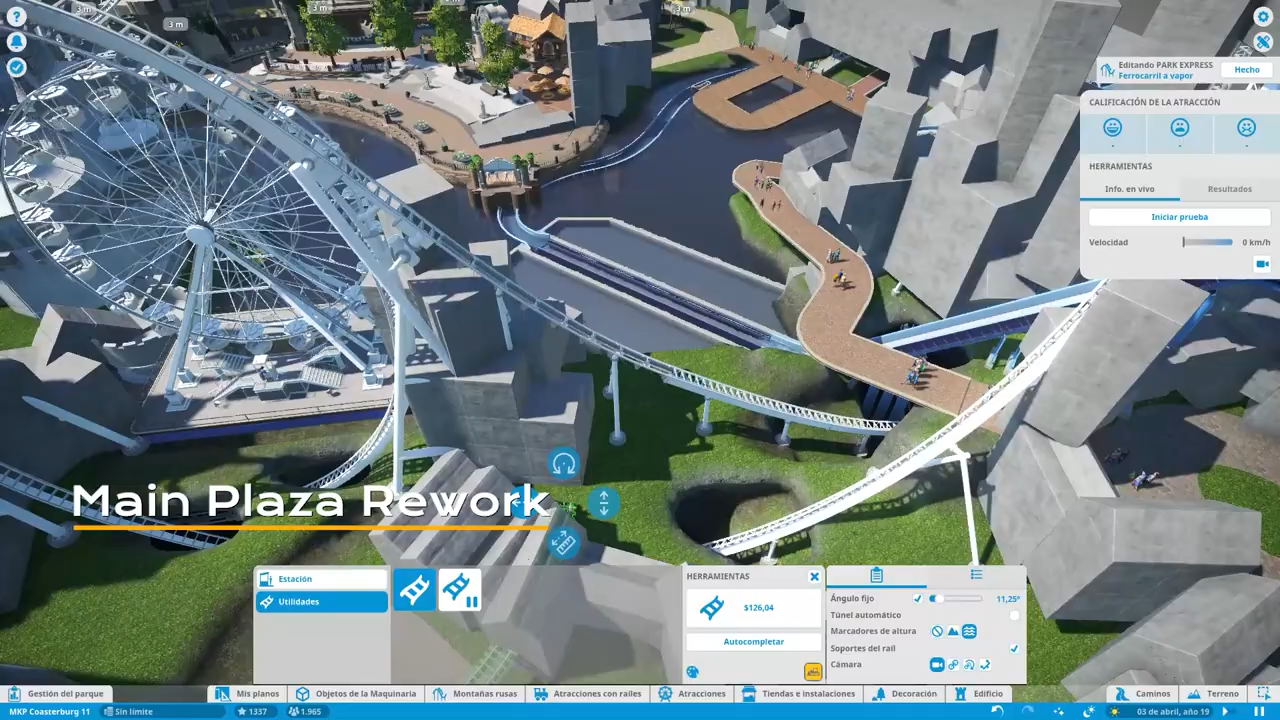 3 m
3 m
3 m
3 m
Editando PARK EXPRESS
Ferrocarril a vapor
Hecho
CALIFICACIÓN DE LA ATRACCIÓN
HERRAMIENTAS
Info. en vivo
Resultados
Iniciar prueba
Velocidad
0 km/h
Main Plaza Rework
Estación
Utilidades
HERRAMIENTAS
$126,04
Autocompletar
Ángulo fijo
11,25°
Túnel automático
Marcadores de altura
Soportes del raíl
Cámara
Gestión del parque
Mis planos
Objetos de la Maquinaria
Montañas rusas
Atracciones con raíles
Atracciones
Tiendas e instalaciones
Decoración
Edificio
Caminos
Terreno
MKP Coasterburg 11
Sin límite
1337
1.965
03 de abril, año 19